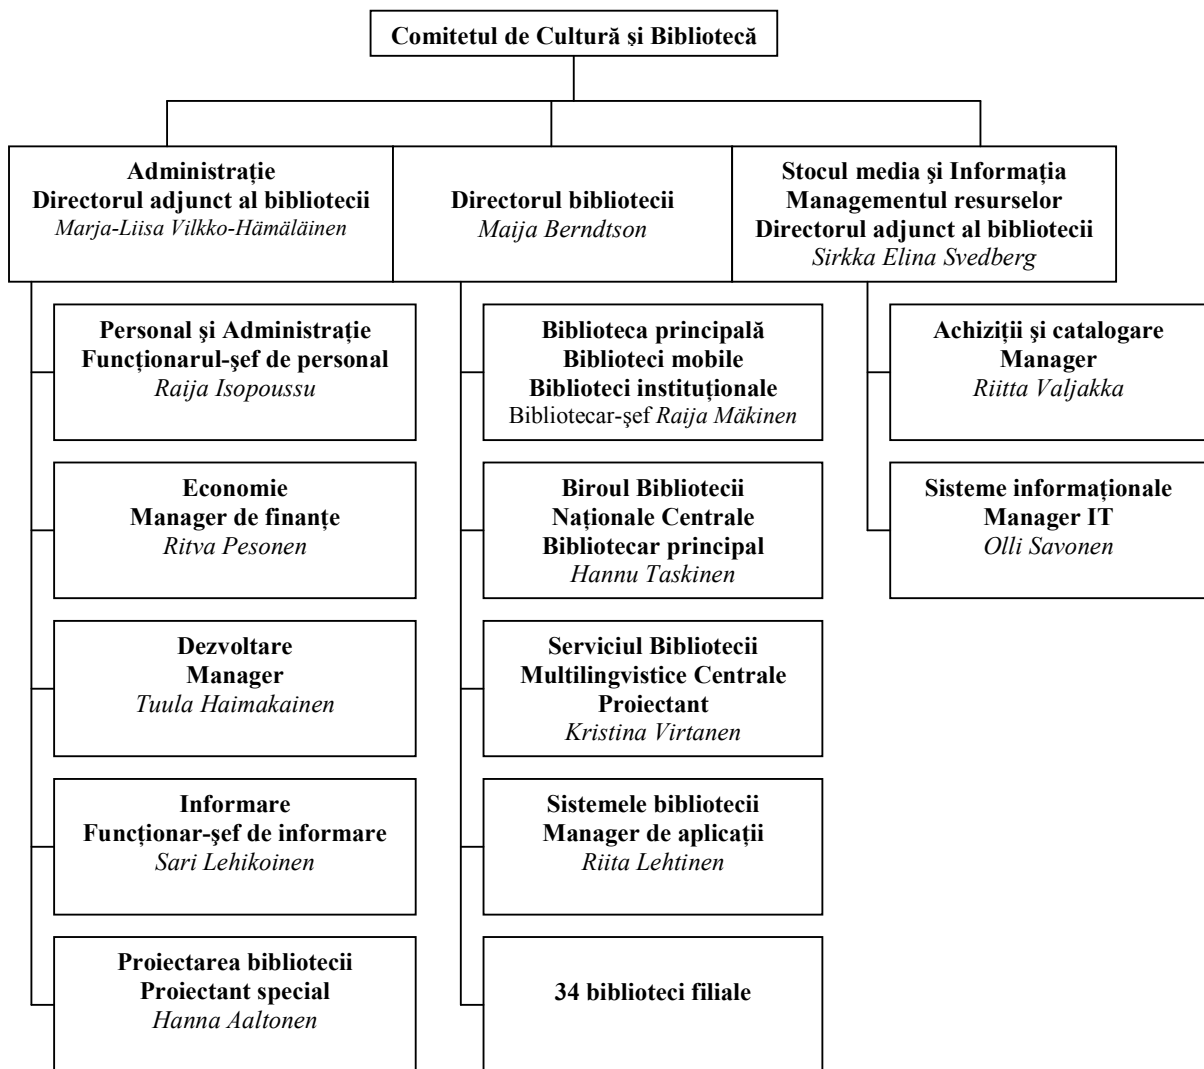 Comitetul de Cultură şi Bibliotecă
Administraţie
Directorul adjunct al bibliotecii
Marja-Liisa Vilkko-Hämäläinen
Directorul bibliotecii
Maija Berndtson
Stocul media şi Informaţia
Managementul resurselor
Directorul adjunct al bibliotecii
Sirkka Elina Svedberg
Personal şi Administraţie
Funcţionarul-şef de personal
Raija Isopoussu
Economie
Manager de finanţe
Ritva Pesonen
Dezvoltare
Manager
Tuula Haimakainen
Informare
Funcţionar-şef de informare
Sari Lehikoinen
Proiectarea bibliotecii
Proiectant special
Hanna Aaltonen
Biblioteca principală
Biblioteci mobile
Biblioteci instituţionale
Bibliotecar-şef Raija Mäkinen
Biroul Bibliotecii
Naţionale Centrale
Bibliotecar principal
Hannu Taskinen
Serviciul Bibliotecii
Multilingvistice Centrale
Proiectant
Kristina Virtanen
Sistemele bibliotecii
Manager de aplicaţii
Riita Lehtinen
34 biblioteci filiale
Achiziţii şi catalogare
Manager
Riitta Valjakka
Sisteme informaţionale
Manager IT
Olli Savonen